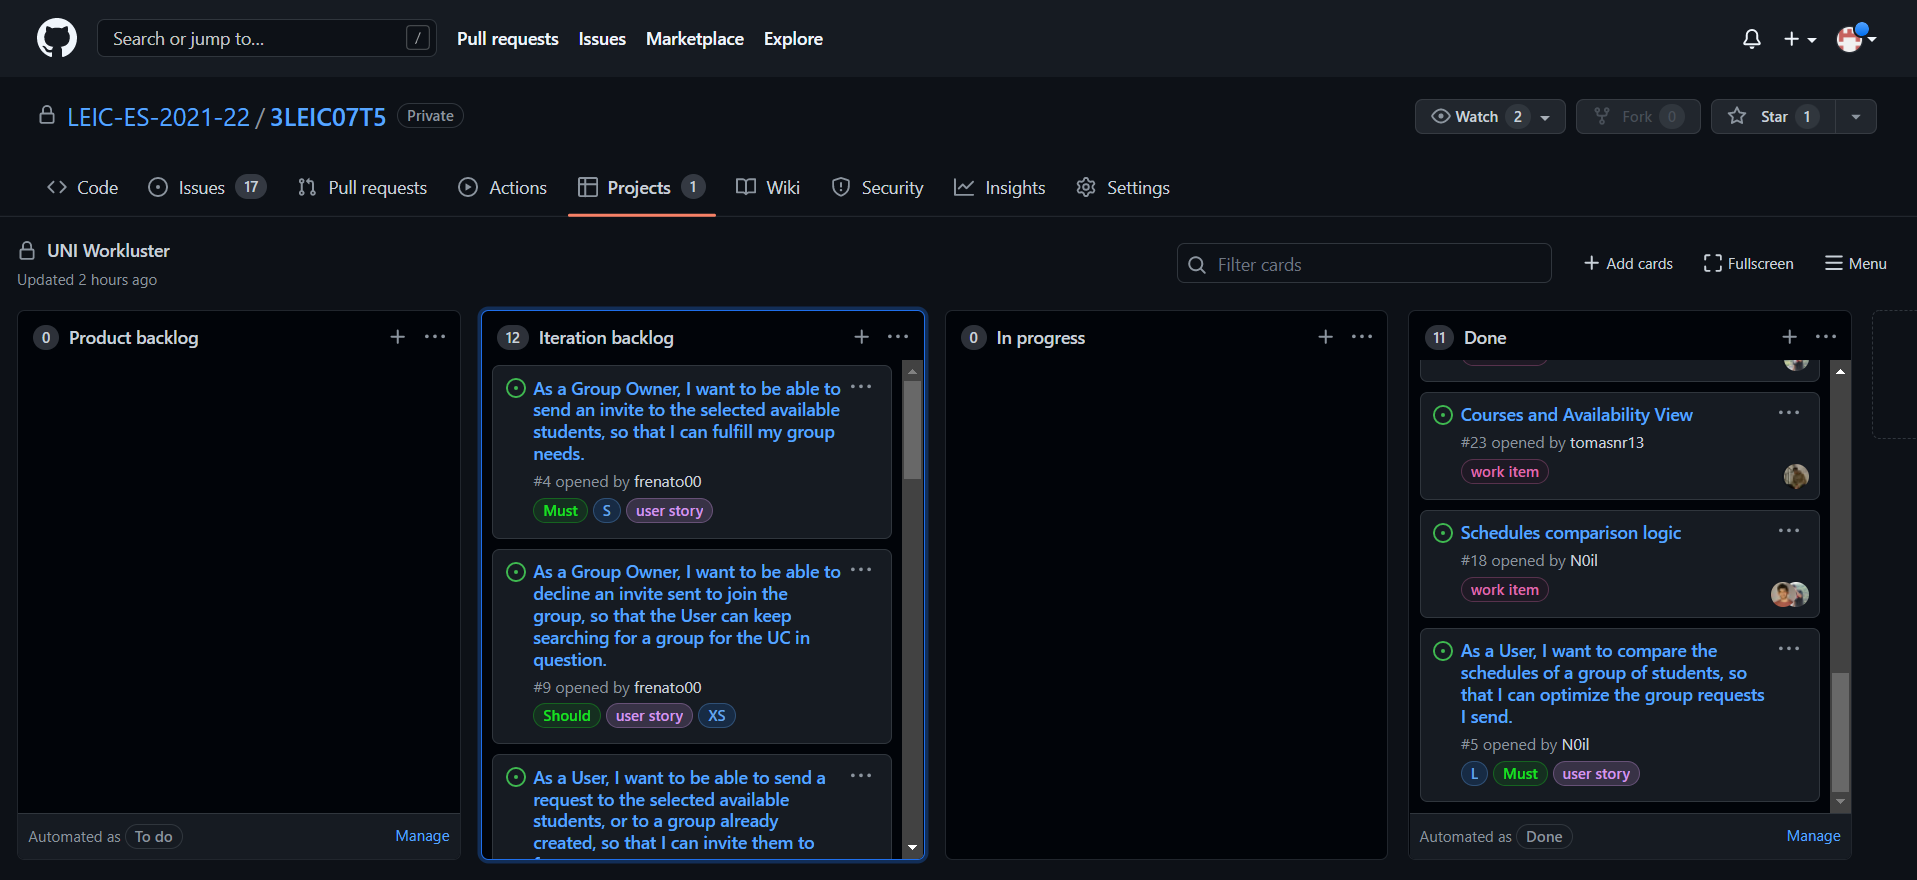 Search or jump to... /
Pull requests Issues Marketplace Explore
LEIC-ES-2021-22 / 3LEIC07T5 Private
Watch 2
Fork 0
Star 1
Code
Issues 17
Pull requests
Actions
Projects 1
Wiki
Security
Insights
Settings
UNI Workluster
Updated 2 hours ago
Filter cards
+ Add cards
Fullscreen
Menu
0 Product backlog + ...
Automated as To do Manage
12 Iteration backlog + ...
As a Group Owner, I want to be able to ...
send an invite to the selected available
students, so that I can fulfill my group
needs.
#4 opened by frenato00
Must S user story
As a Group Owner, I want to be able to ...
decline an invite sent to join the
group, so that the User can keep
searching for a group for the UC in
question.
#9 opened by frenato00
Should user story XS
As a User, I want to be able to send a ...
request to the selected available
students, or to a group already
created, so that I can invite them to
0 In progress + ...
11 Done + ...
Courses and Availability View ...
#23 opened by tomasnr13
work item
Schedules comparison logic ...
#18 opened by N0il
work item
As a User, I want to compare the ...
schedules of a group of students, so
that I can optimize the group requests
I send.
#5 opened by N0il
L Must user story
Automated as Done Manage